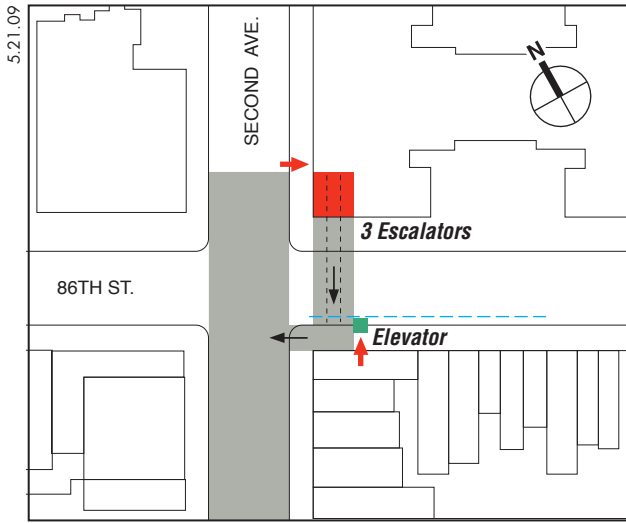 5.21.09
SECOND AVE.
N
3 Escalators
86TH ST.
Elevator